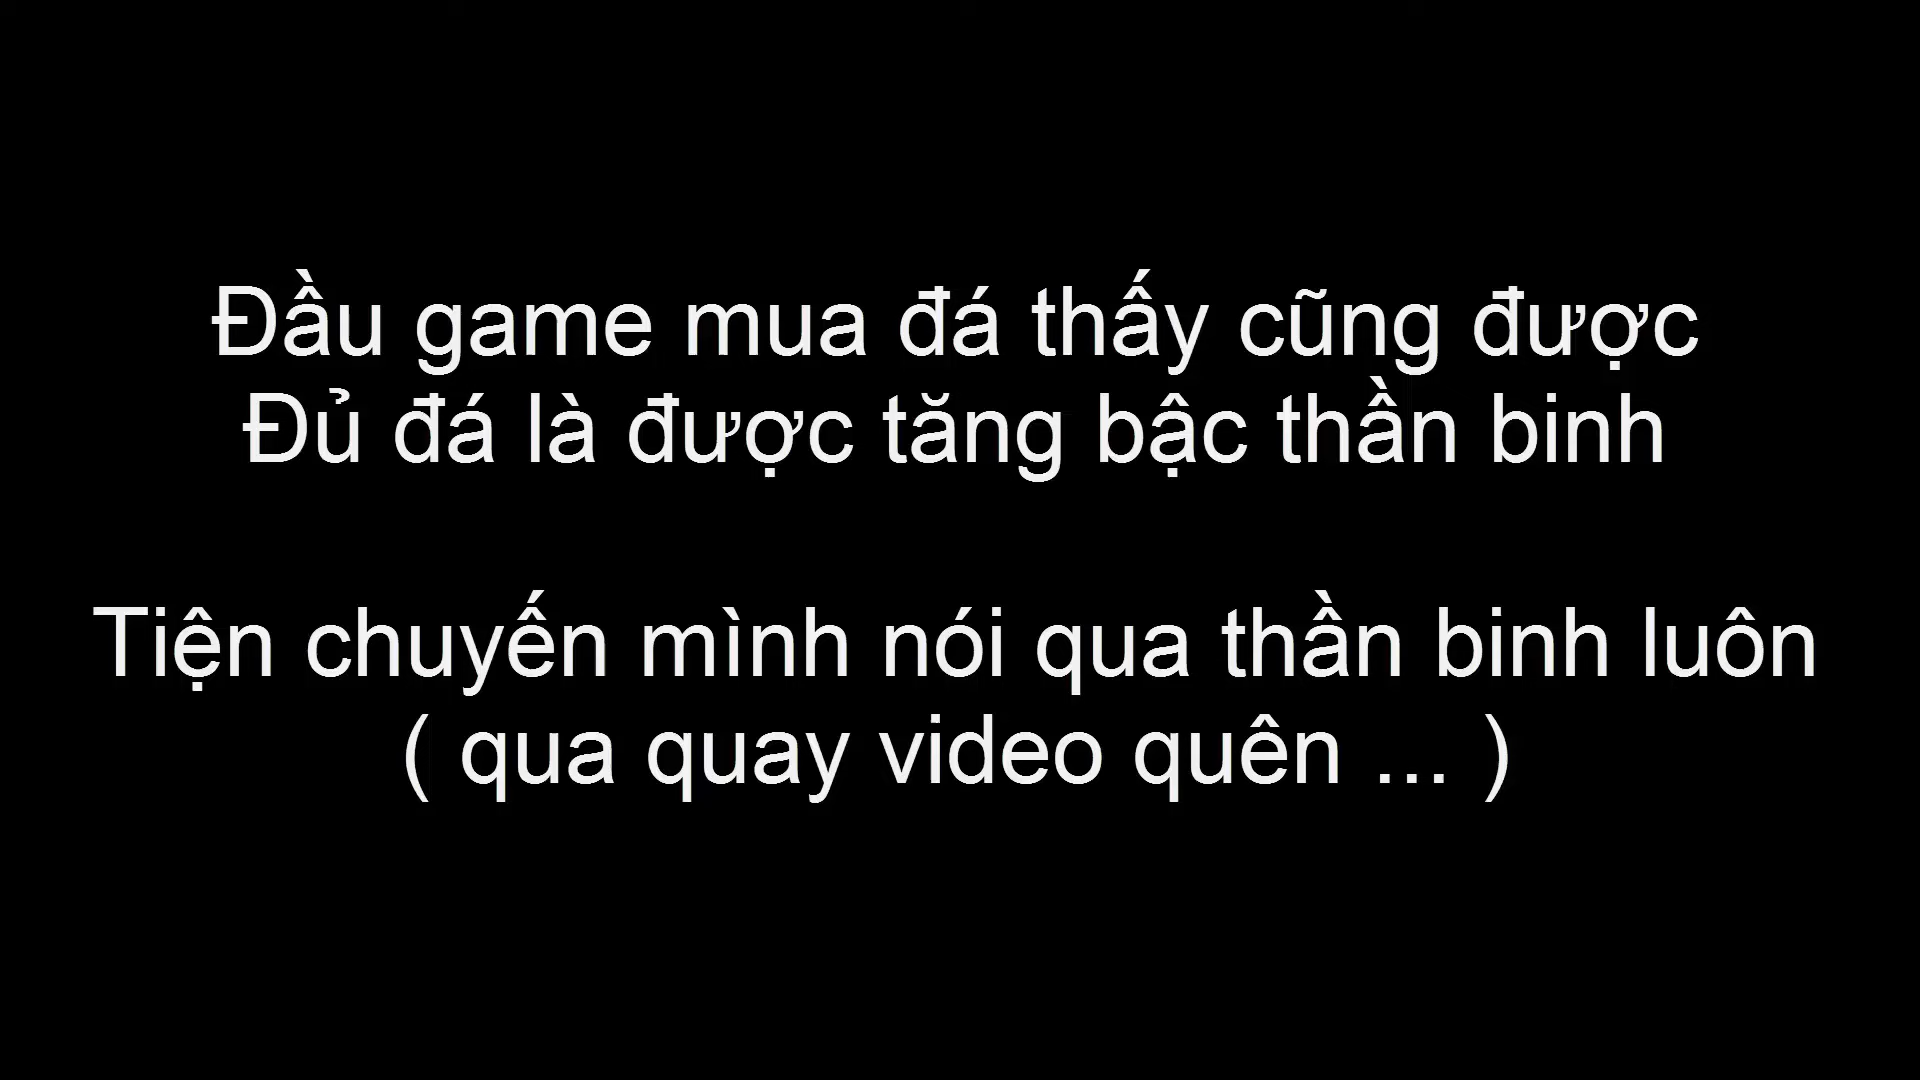 Đầu game mua đá thấy cũng được
Đủ đá là được tăng bậc thần binh
Tiện chuyến mình nói qua thần binh luôn
( qua quay video quên ... )